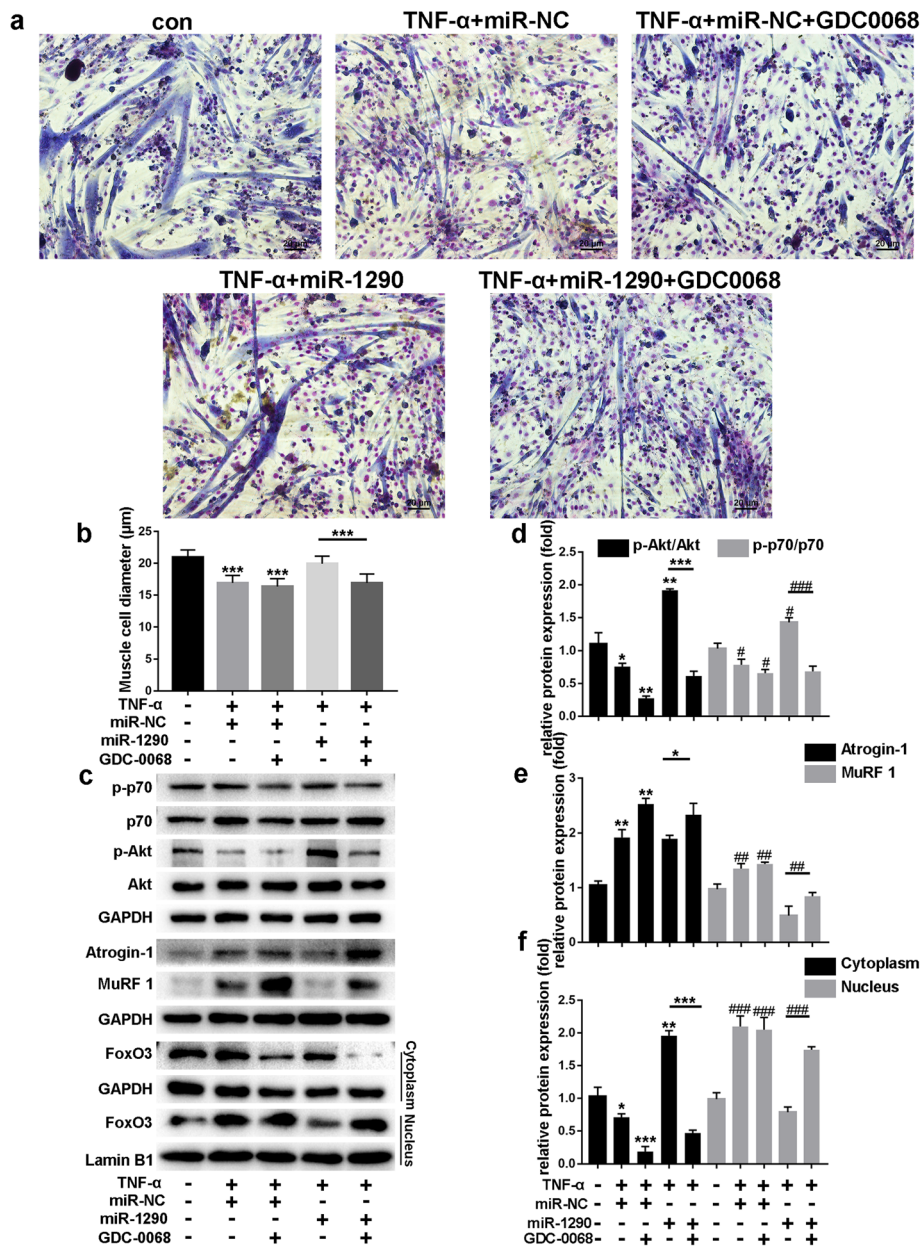 a
con
TNF-α+miR-NC
TNF-α+miR-NC+GDC0068
20 μm
20 μm
20 μm
TNF-α+miR-1290
TNF-α+miR-1290+GDC0068
20 μm
20 μm
b
Muscle cell diameter (μm)
25
20
15
10
5
0
***
***
***
TNF-α - + + + +
miR-NC - + + - -
miR-1290 - - - + +
GDC-0068 - - + - +
c
p-p70
p70
p-Akt
Akt
GAPDH
Atrogin-1
MuRF 1
GAPDH
FoxO3
GAPDH
Cytoplasm
FoxO3
Lamin B1
Nucleus
TNF-α - + + + +
miR-NC - + + - -
miR-1290 - - - + +
GDC-0068 - - + - +
d
p-Akt/Akt
p-p70/p70
relative protein expression (fold)
2.5
2.0
1.5
1.0
0.5
0.0
*
**
**
***
#
#
#
###
e
Atrogin-1
MuRF 1
relative protein expression (fold)
3
2
1
0
**
**
*
##
##
##
f
Cytoplasm
Nucleus
relative protein expression (fold)
2.5
2.0
1.5
1.0
0.5
0.0
*
***
**
***
###
###
###
TNF-α - + + + + - + + + +
miR-NC - + + - - - + + - -
miR-1290 - - - + + - - - + +
GDC-0068 - - + - + - - + - +